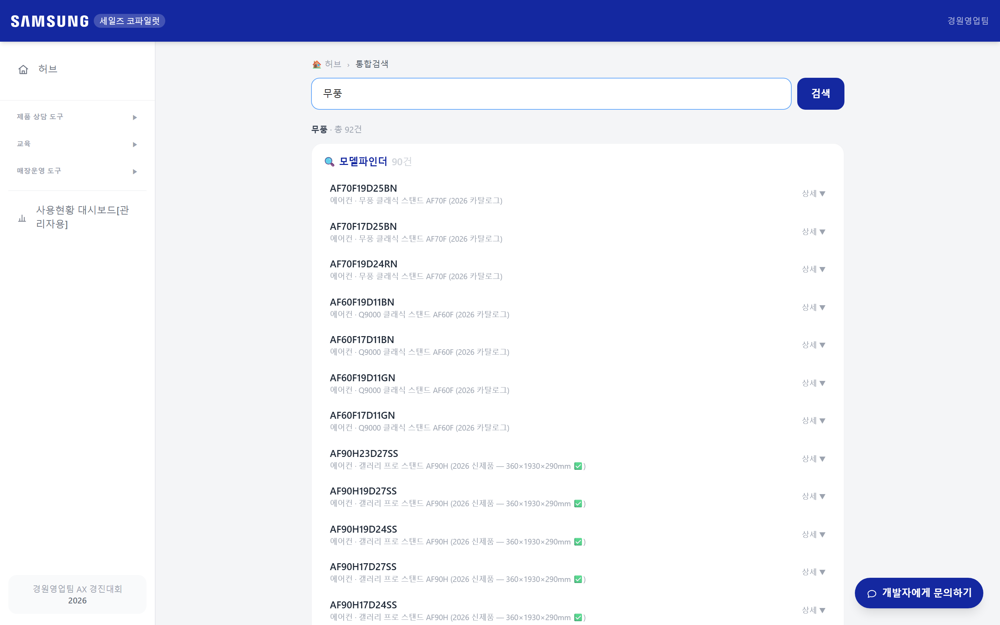 SAMSUNG 세일즈 코파일럿
경원영업팀
허브
제품 상담 도구 ▶
교육 ▶
매장운영 도구 ▶
사용현황 대시보드[관
리자용]
경원영업팀 AX 경진대회
2026
🏠 허브 › 통합검색
무풍
검색
무풍 · 총 92건
🔍 모델파인더 90건
AF70F19D25BN
에어컨 · 무풍 클래식 스탠드 AF70F (2026 카탈로그)
상세 ▼
AF70F17D25BN
에어컨 · 무풍 클래식 스탠드 AF70F (2026 카탈로그)
상세 ▼
AF70F19D24RN
에어컨 · 무풍 클래식 스탠드 AF70F (2026 카탈로그)
상세 ▼
AF60F19D11BN
에어컨 · Q9000 클래식 스탠드 AF60F (2026 카탈로그)
상세 ▼
AF60F17D11BN
에어컨 · Q9000 클래식 스탠드 AF60F (2026 카탈로그)
상세 ▼
AF60F19D11GN
에어컨 · Q9000 클래식 스탠드 AF60F (2026 카탈로그)
상세 ▼
AF60F17D11GN
에어컨 · Q9000 클래식 스탠드 AF60F (2026 카탈로그)
상세 ▼
AF90H23D27SS
에어컨 · 갤러리 프로 스탠드 AF90H (2026 신제품 — 360×1930×290mm ✅)
상세 ▼
AF90H19D27SS
에어컨 · 갤러리 프로 스탠드 AF90H (2026 신제품 — 360×1930×290mm ✅)
상세 ▼
AF90H19D24SS
에어컨 · 갤러리 프로 스탠드 AF90H (2026 신제품 — 360×1930×290mm ✅)
상세 ▼
AF90H17D27SS
에어컨 · 갤러리 프로 스탠드 AF90H (2026 신제품 — 360×1930×290mm ✅)
상세 ▼
AF90H17D24SS
에어컨 · 갤러리 프로 스탠드 AF90H (2026 신제품 — 360×1930×290mm ✅)
상세 ▼
개발자에게 문의하기